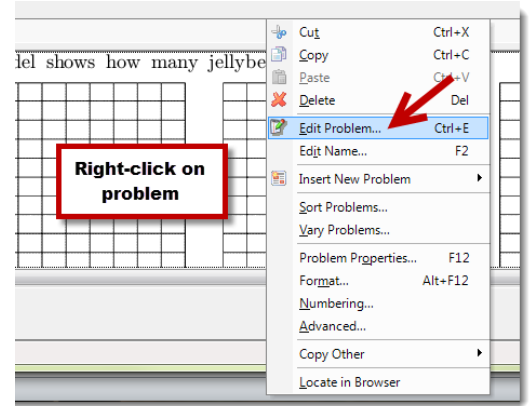 Cut Ctrl+X
del shows how many jellybe
Copy Ctrl+C
Paste Ctrl+V
Delete Del
Edit Problem... Ctrl+E
Edit Name... F2
Right-click on
problem
Insert New Problem
Sort Problems...
Vary Problems...
Problem Properties... F12
Format... Alt+F12
Numbering...
Advanced...
Copy Other
Locate in Browser